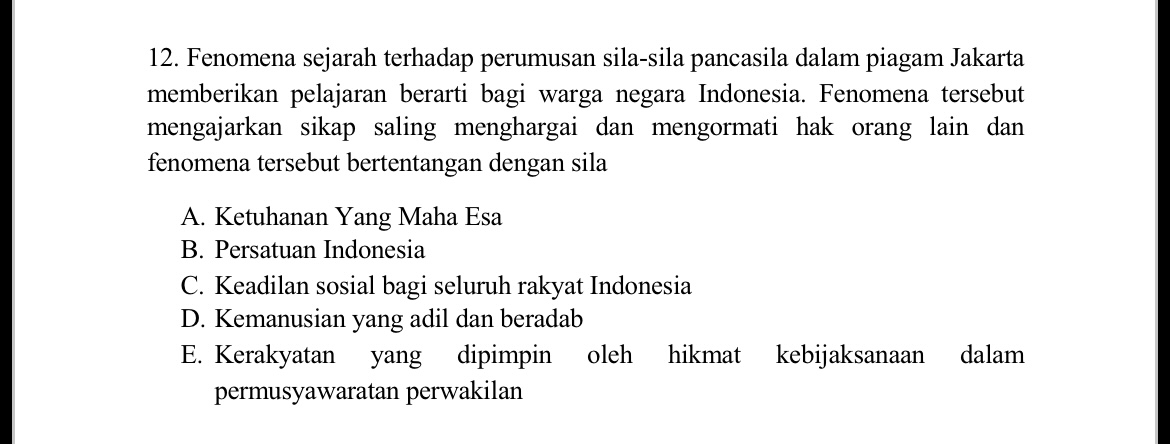 12. Fenomena sejarah terhadap perumusan sila-sila pancasila dalam piagam Jakarta
memberikan pelajaran berarti bagi warga negara Indonesia. Fenomena tersebut
mengajarkan sikap saling menghargai dan mengormati hak orang lain dan
fenomena tersebut bertentangan dengan sila
A. Ketuhanan Yang Maha Esa
B. Persatuan Indonesia
C. Keadilan sosial bagi seluruh rakyat Indonesia
D. Kemanusian yang adil dan beradab
E. Kerakyatan yang dipimpin oleh hikmat kebijaksanaan dalam
permusyawaratan perwakilan